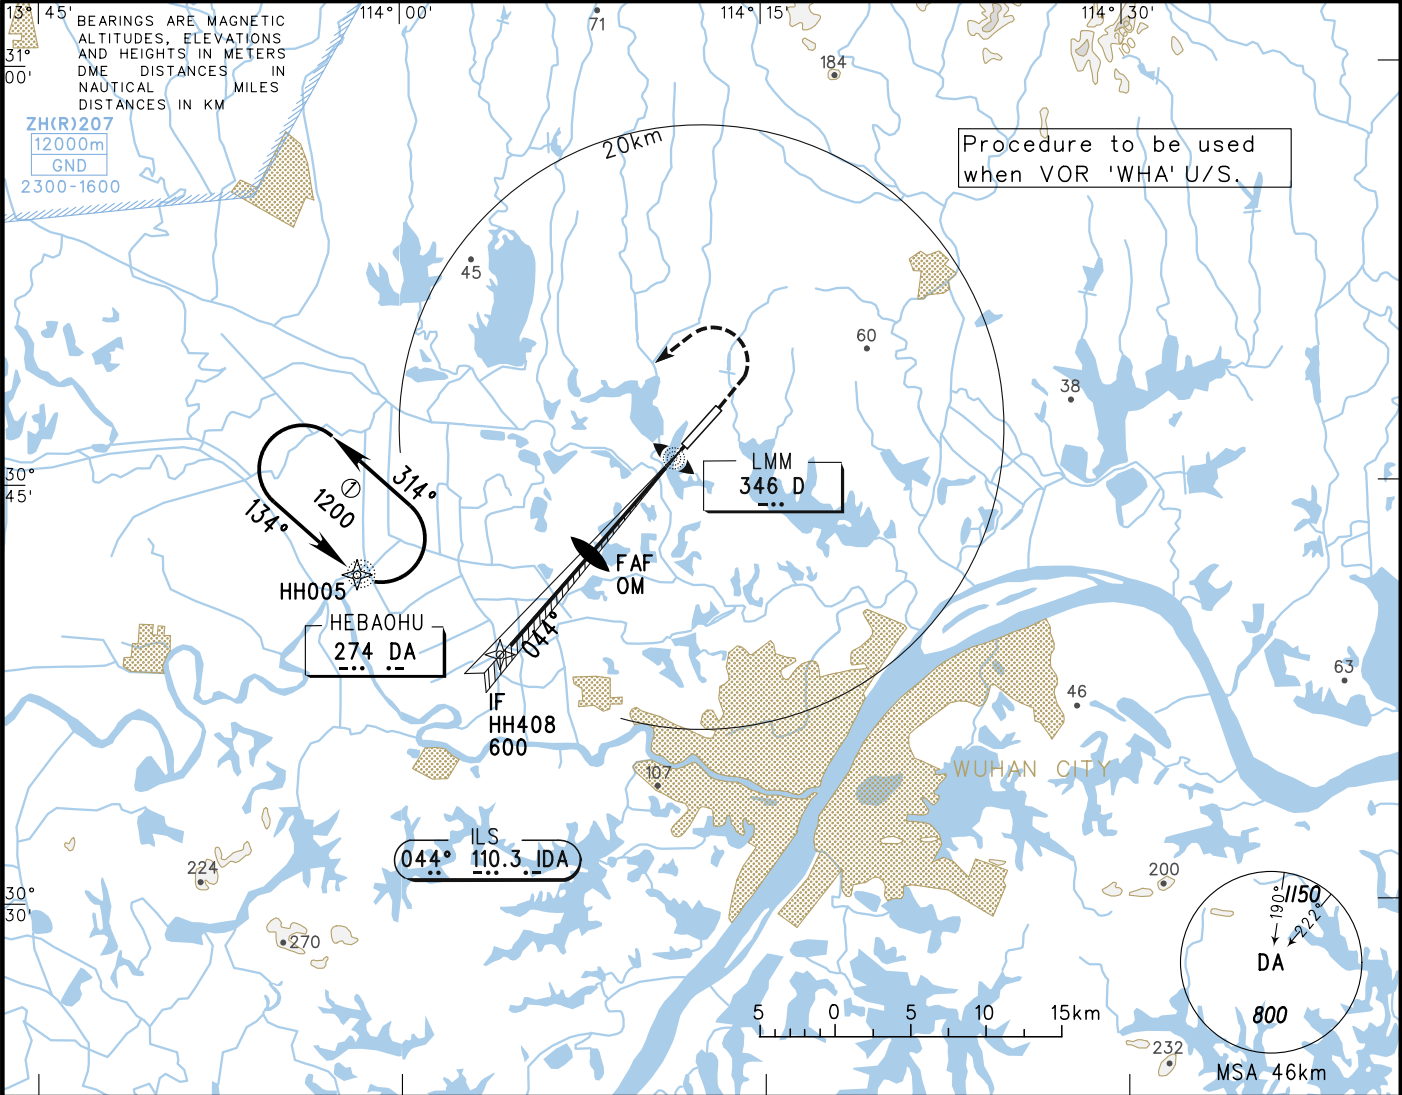 13° 45'
114° 00'
71
114° 15'
114° 30'
BEARINGS ARE MAGNETIC
ALTITUDES, ELEVATIONS
AND HEIGHTS IN METERS
DME DISTANCES IN
NAUTICAL MILES
DISTANCES IN KM
31°
00'
184
ZH(R)207
12000m
GND
2300-1600
20km
Procedure to be used
when VOR 'WHA' U/S.
45
60
38
30°
45'
314°
1
1200
134°
LMM
346 D
FAF
OM
HH005
HEBAOHU
274 DA
044°
IF
HH408
600
63
46
WUHAN CITY
107
ILS
044° 110.3 IDA
224
200
30°
30'
270
190°
1150
222°
DA
800
5 0 5 10 15km
232
MSA 46km